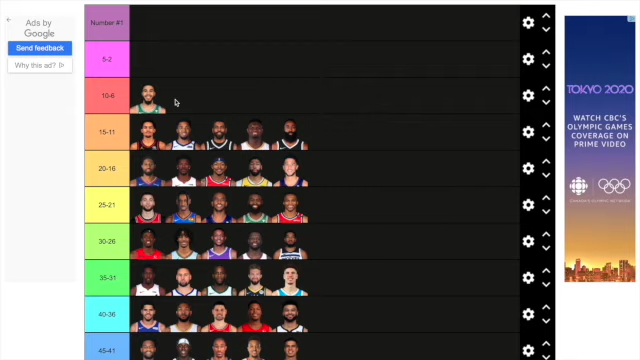 Ads by
Google
Send feedback
Why this ad?
Number #1
5-2
10-6
15-11
20-16
25-21
30-26
35-31
40-36
45-41
TOKYO 2020
WATCH CBC'S
OLYMPIC GAMES
COVERAGE ON
PRIME VIDEO